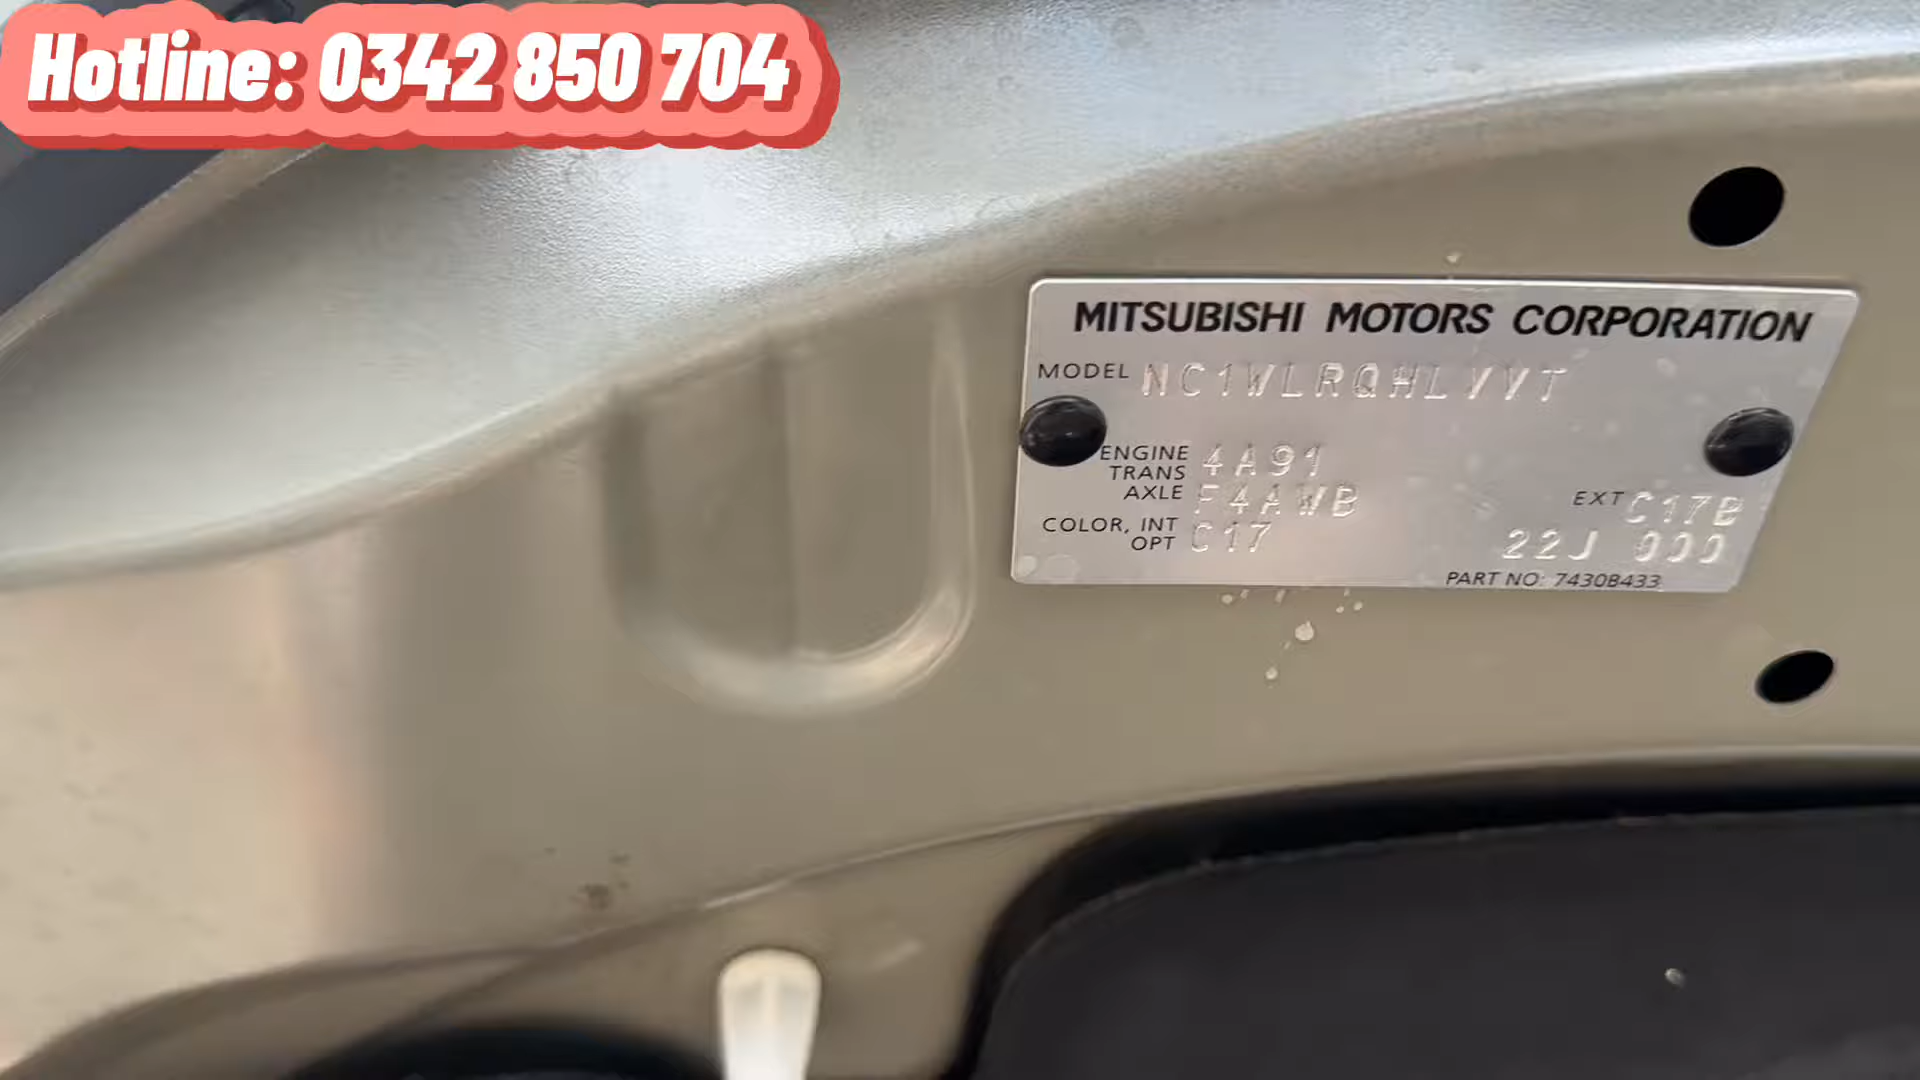 Hotline: 0342 850 704
MITSUBISHI MOTORS CORPORATION
MODEL NC1WLRQHLVVT
ENGINE 4A91
TRANS
AXLE F4AWB EXT C17B
COLOR, INT C17
OPT 22J 000
PART NO: 7430B433